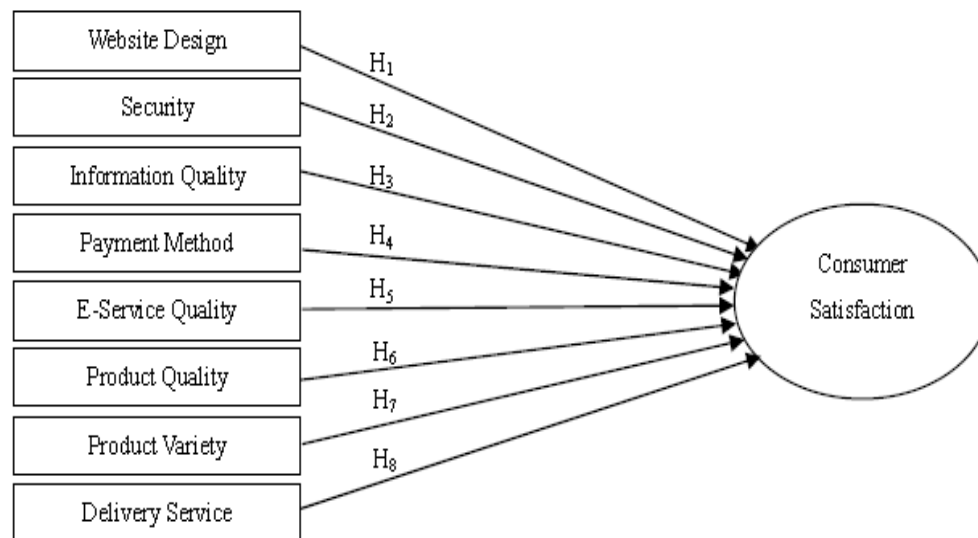 Website Design
H₁
Security
H₂
Information Quality
H₃
Payment Method
H₄
E-Service Quality
H₅
Product Quality
H₆
Product Variety
H₇
Delivery Service
H₈
Consumer
Satisfaction